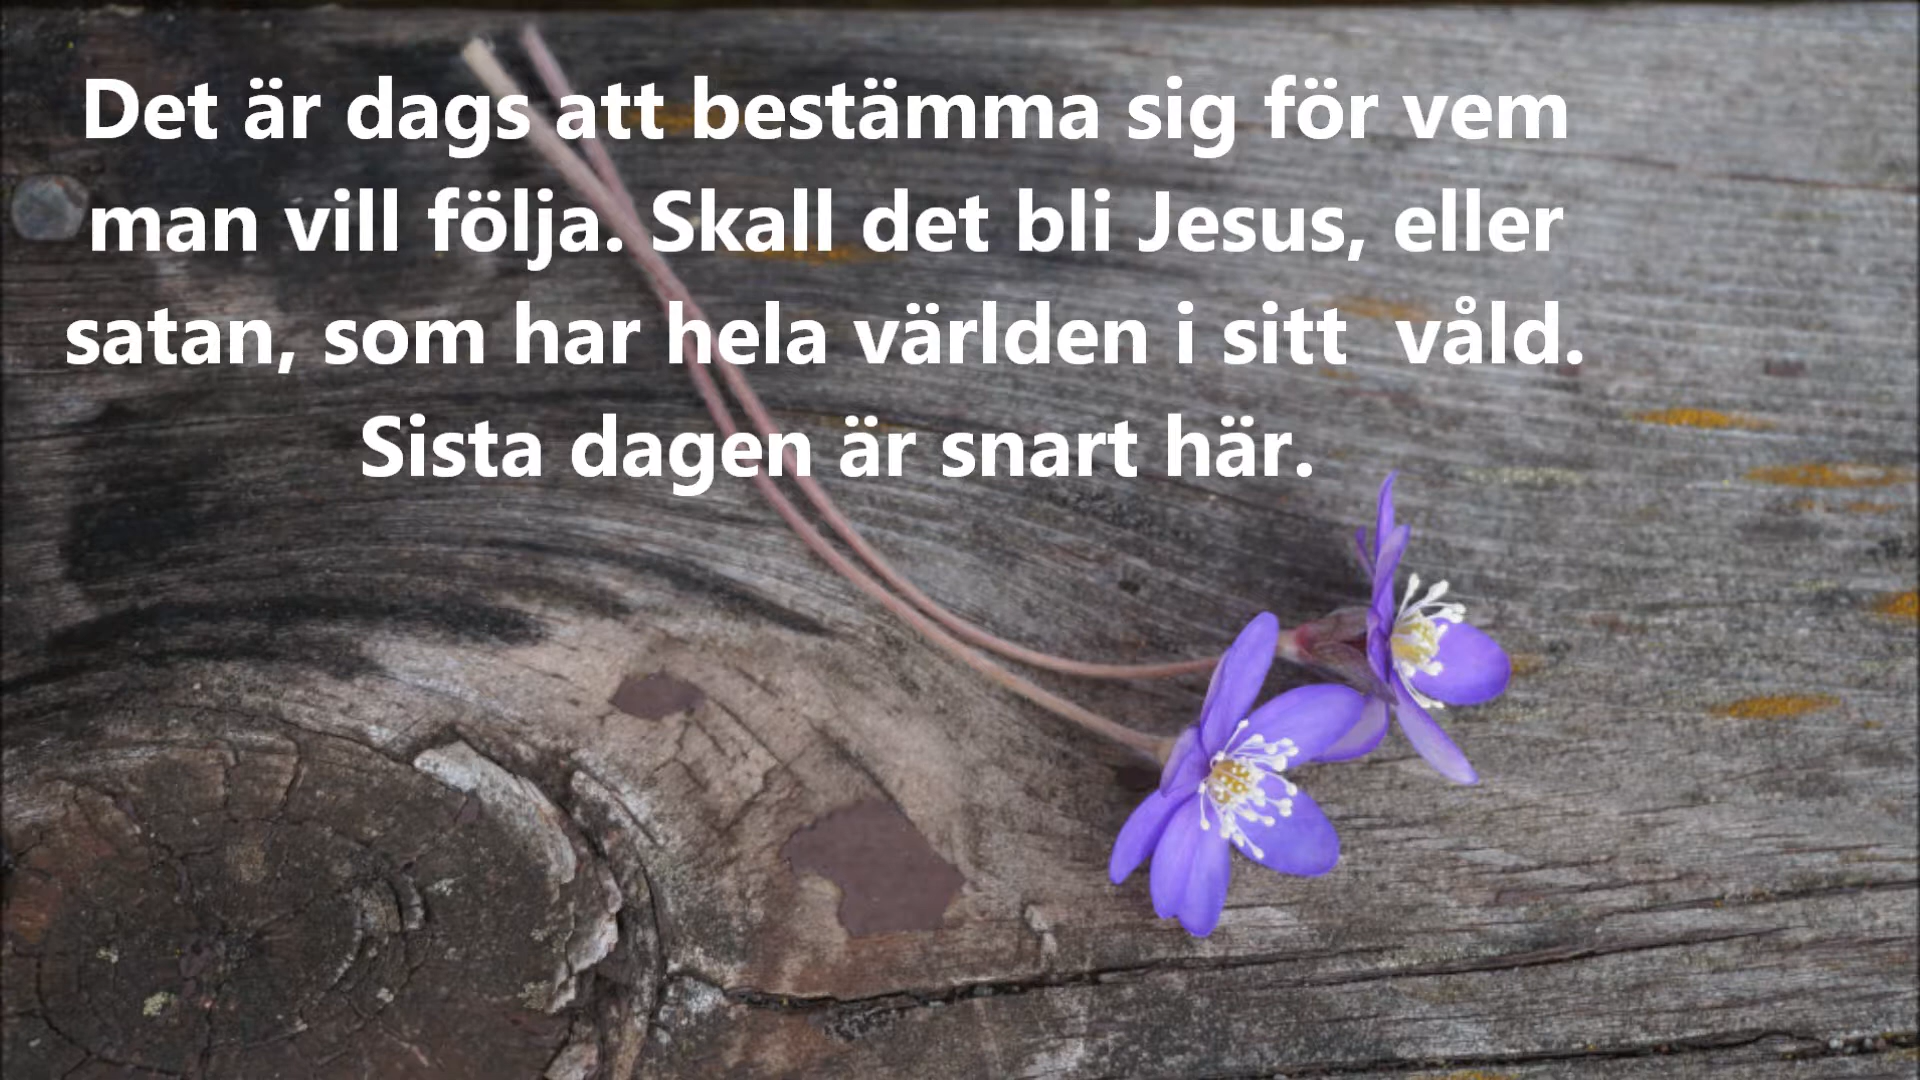 Det är dags att bestämma sig för vem
man vill följa. Skall det bli Jesus, eller
satan, som har hela världen i sitt  våld.
Sista dagen är snart här.